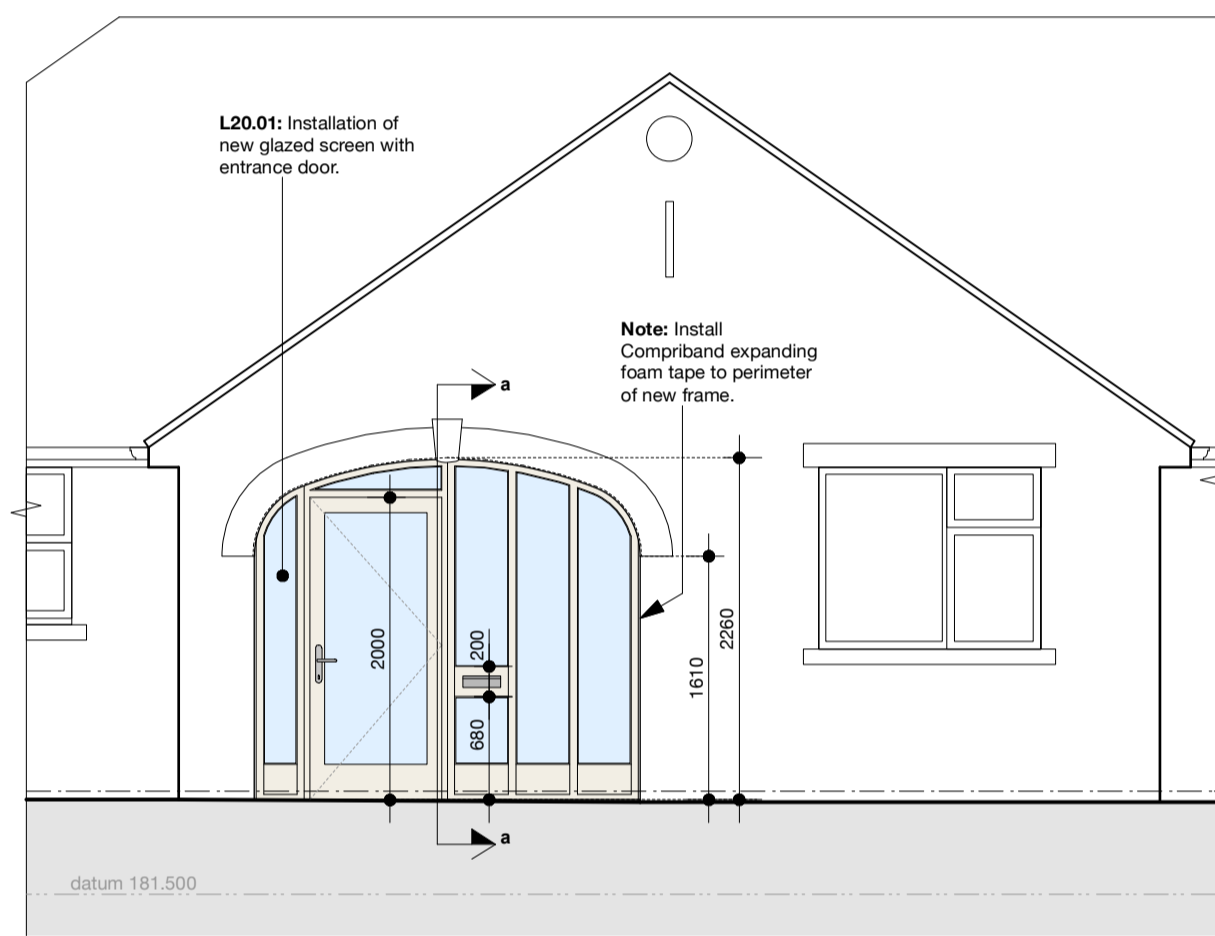 L20.01: Installation of
new glazed screen with
entrance door.
Note: Install
Compriband expanding
foam tape to perimeter
of new frame.
a
2000
200
680
1610
2260
a
datum 181.500